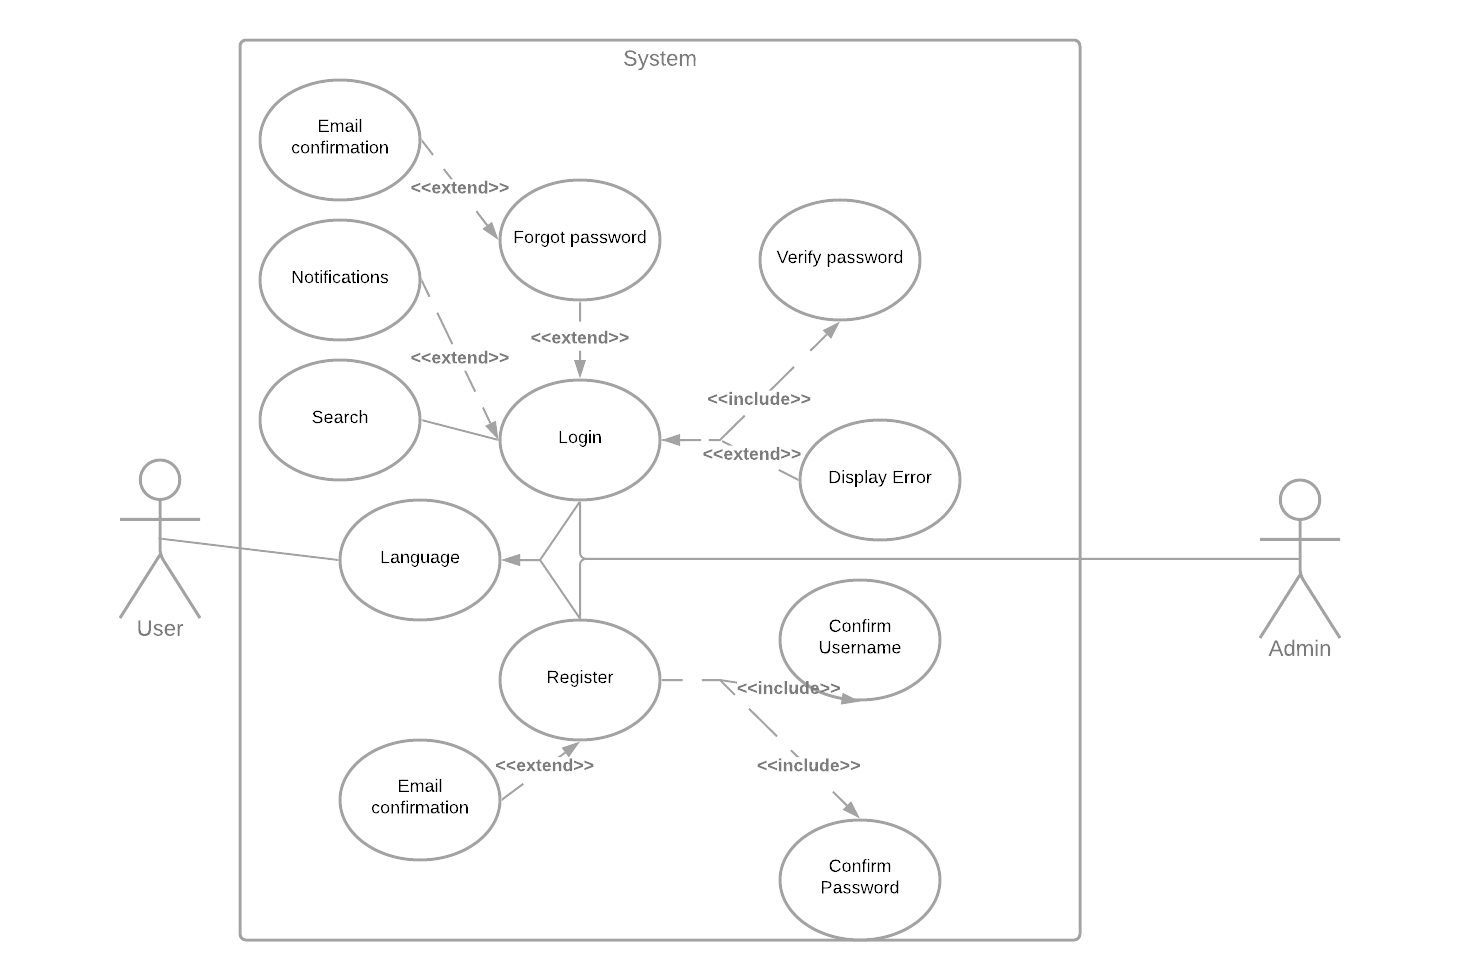 System
Email
confirmation
<<extend>>
Forgot password
Verify password
Notifications
<<extend>>
<<extend>>
Search
Login
<<include>>
<<extend>>
Display Error
Language
User
Confirm
Username
Admin
Register
<<include>>
<<extend>>
<<include>>
Email
confirmation
Confirm
Password